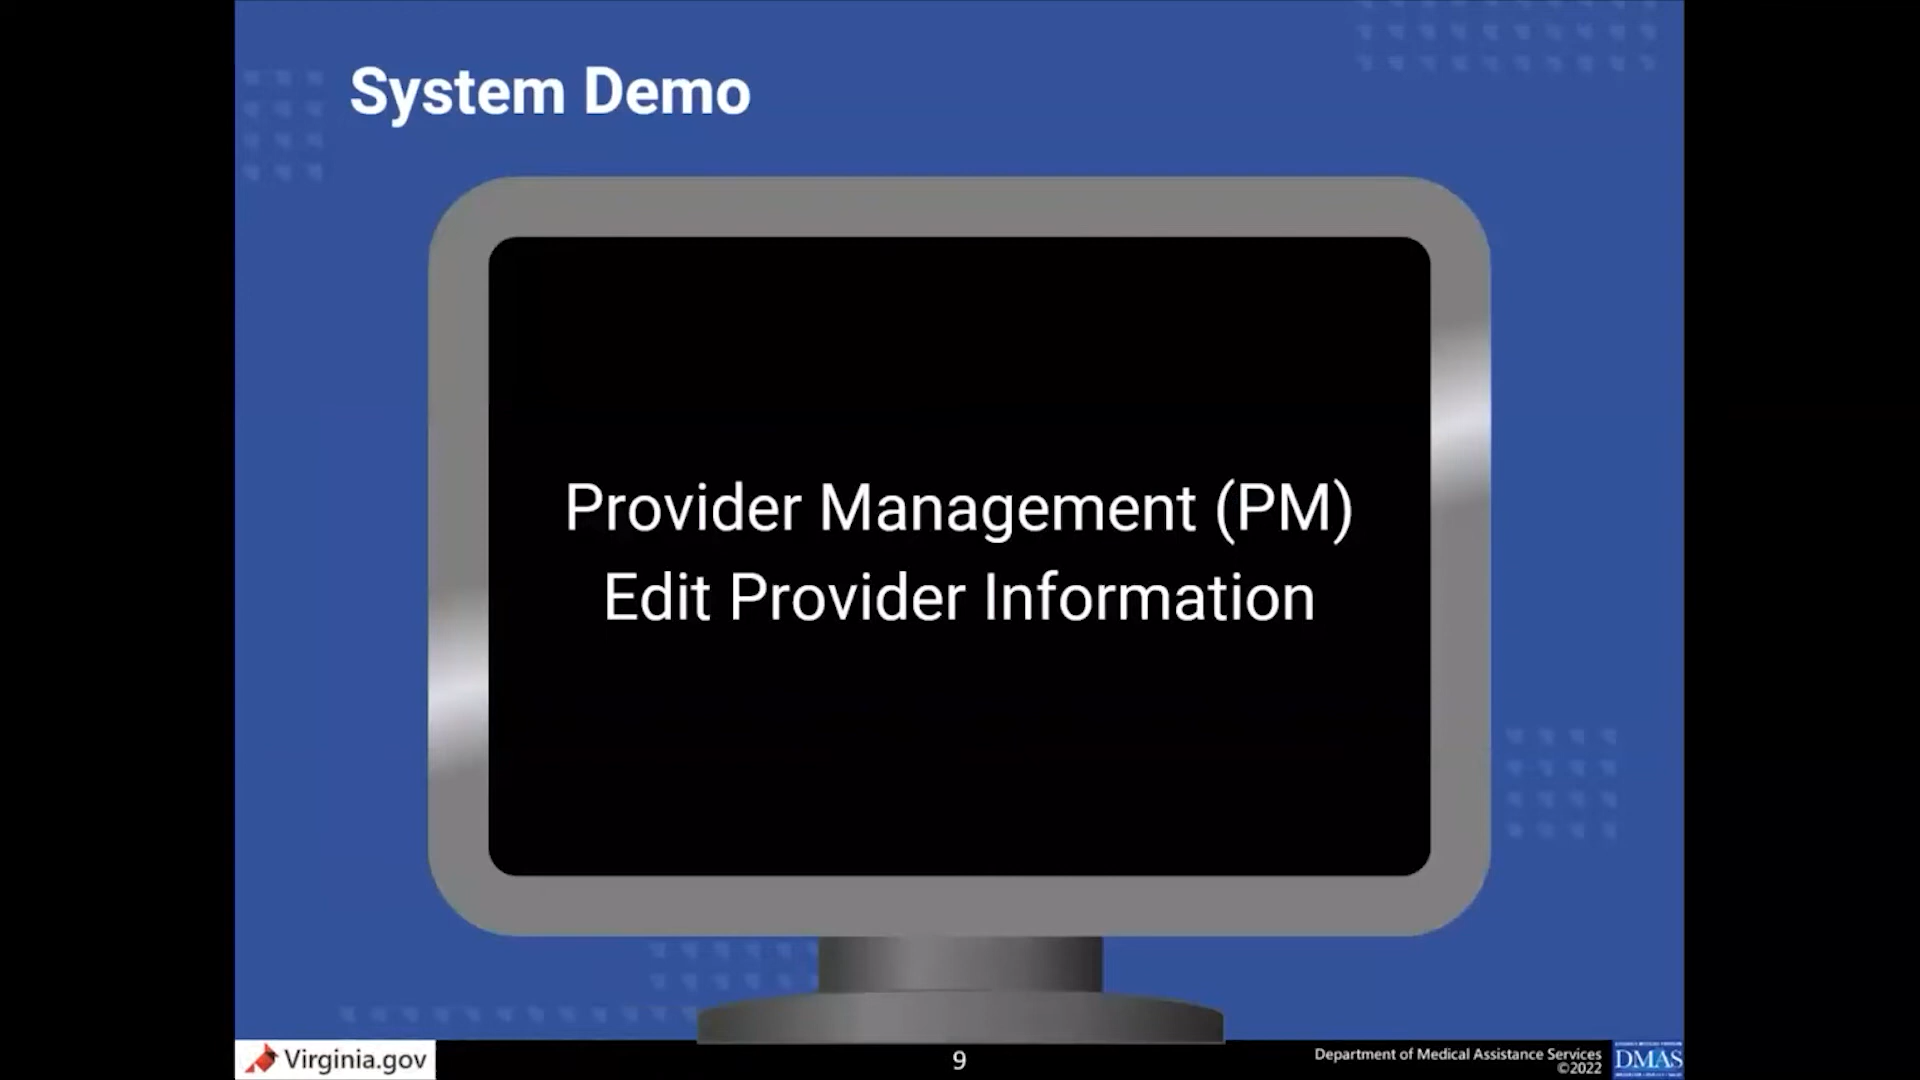 System Demo
Provider Management (PM)
Edit Provider Information
Virginia.gov
9
Department of Medical Assistance Services
©2022
DMAS